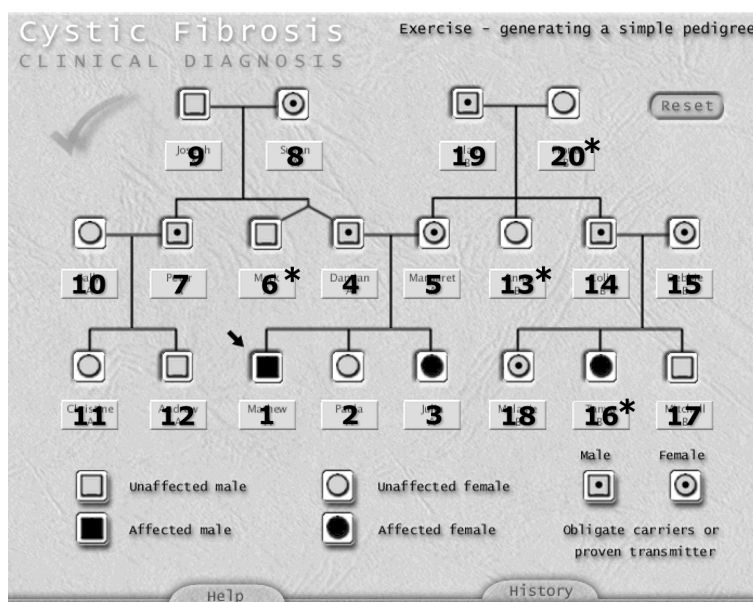 Cystic Fibrosis
CLINICAL DIAGNOSIS
Exercise - generating a simple pedigree
Reset
9 8 19 20*
10 7 6* 4 5 Margaret 13* 14 15
11 12 1 Mathew 2 3 18 16* 17
Male Female
Unaffected male Unaffected female
Affected male Affected female
Obligate carriers or
proven transmitter
Help History